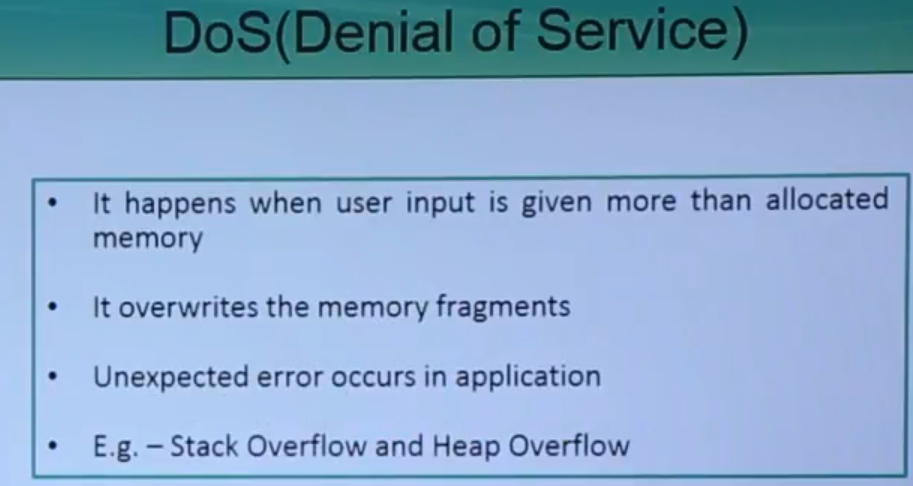 DoS(Denial of Service)
• It happens when user input is given more than allocated
memory
• It overwrites the memory fragments
• Unexpected error occurs in application
• E.g. – Stack Overflow and Heap Overflow